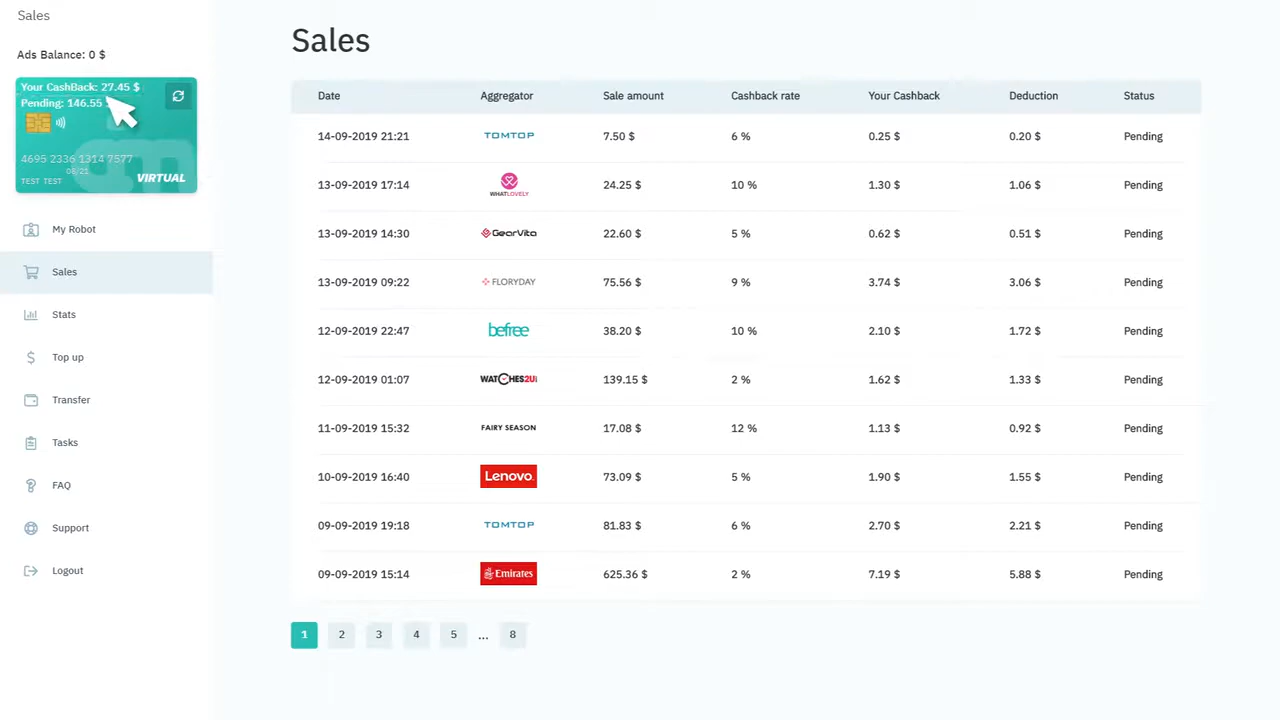 Sales
Ads Balance: 0 $
Your CashBack: 27.45 $
Pending: 146.55
4695 2336 1314 7577
08/21
TEST TEST
VIRTUAL
My Robot
Sales
Stats
Top up
Transfer
Tasks
FAQ
Support
Logout
Sales
Date Aggregator Sale amount Cashback rate Your Cashback Deduction Status
14-09-2019 21:21 TOMTOP 7.50 $ 6 % 0.25 $ 0.20 $ Pending
13-09-2019 17:14 WHATLOVELY 24.25 $ 10 % 1.30 $ 1.06 $ Pending
13-09-2019 14:30 GearVita 22.60 $ 5 % 0.62 $ 0.51 $ Pending
13-09-2019 09:22 FLORYDAY 75.56 $ 9 % 3.74 $ 3.06 $ Pending
12-09-2019 22:47 befree 38.20 $ 10 % 2.10 $ 1.72 $ Pending
12-09-2019 01:07 WATCHES2U 139.15 $ 2 % 1.62 $ 1.33 $ Pending
11-09-2019 15:32 FAIRY SEASON 17.08 $ 12 % 1.13 $ 0.92 $ Pending
10-09-2019 16:40 Lenovo. 73.09 $ 5 % 1.90 $ 1.55 $ Pending
09-09-2019 19:18 TOMTOP 81.83 $ 6 % 2.70 $ 2.21 $ Pending
09-09-2019 15:14 Emirates 625.36 $ 2 % 7.19 $ 5.88 $ Pending
1 2 3 4 5 ... 8